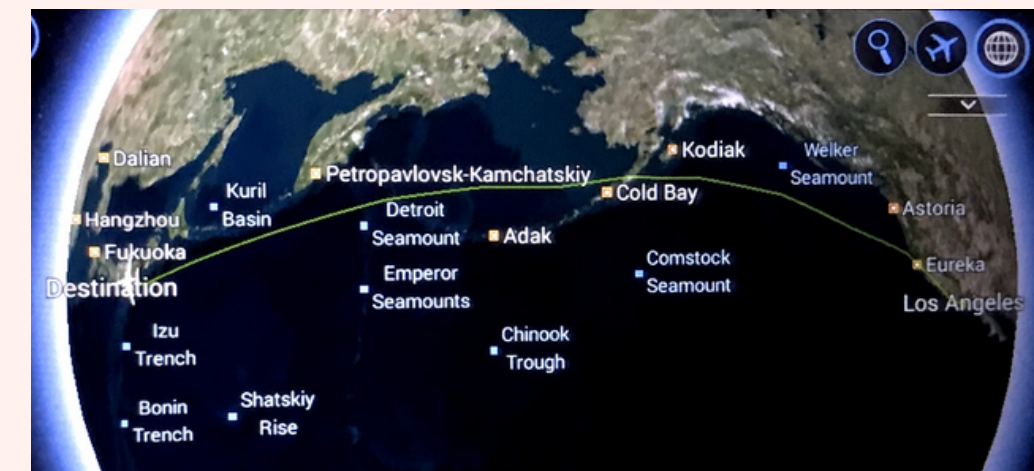 Dalian
Hangzhou
Fukuoka
Destination
Kuril
Basin
Petropavlovsk-Kamchatskiy
Detroit
Seamount
Emperor
Seamounts
Adak
Kodiak
Cold Bay
Welker
Seamount
Astoria
Eureka
Los Angeles
Comstock
Seamount
Chinook
Trough
Izu
Trench
Bonin
Trench
Shatskiy
Rise